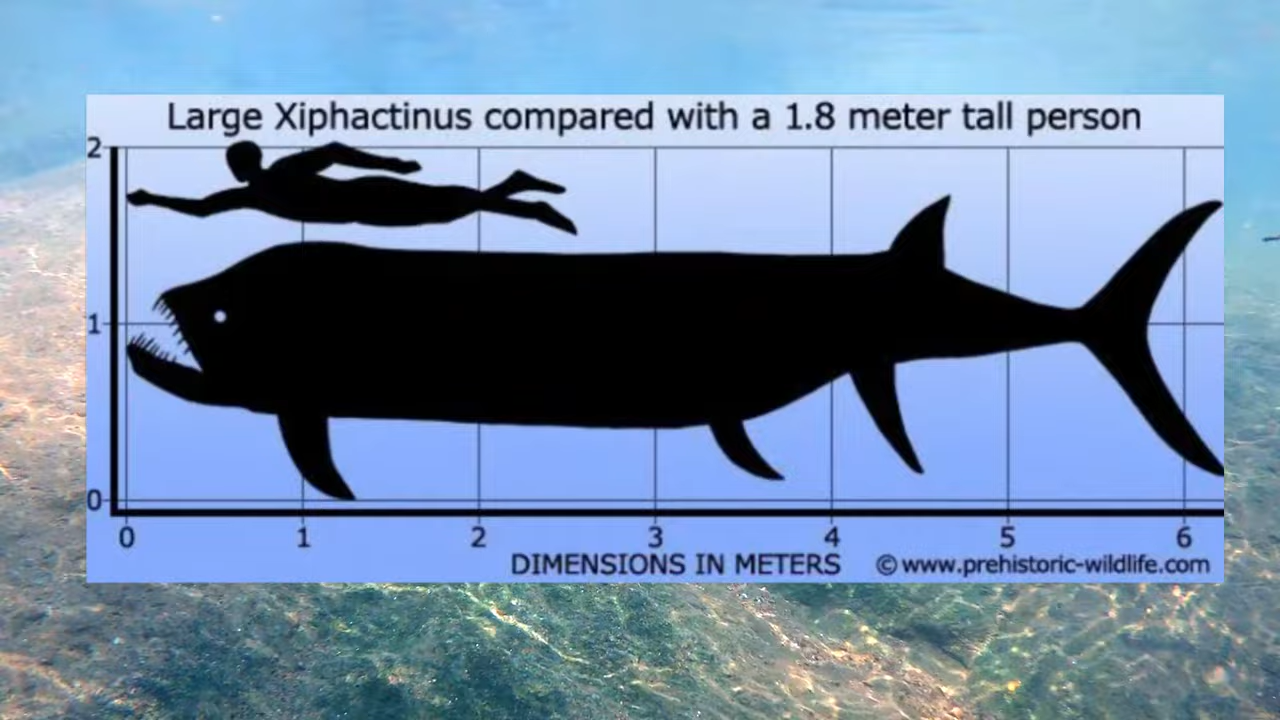 Large Xiphactinus compared with a 1.8 meter tall person
2
1
0
0 1 2 3 4 5 6
DIMENSIONS IN METERS © www.prehistoric-wildlife.com